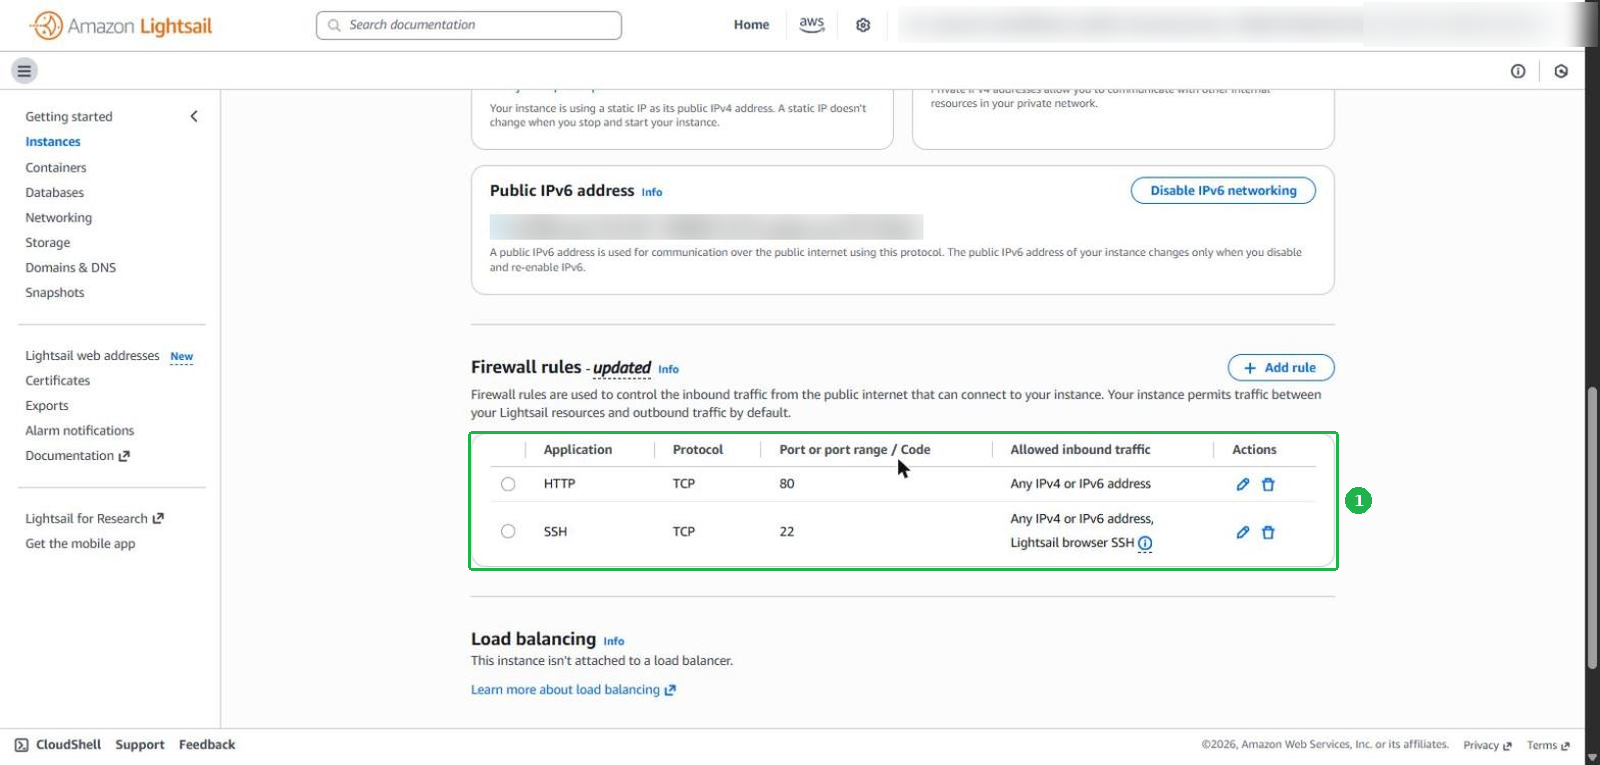 Amazon Lightsail
Search documentation
Home
aws
Getting started
Instances
Containers
Databases
Networking
Storage
Domains & DNS
Snapshots
Lightsail web addresses New
Certificates
Exports
Alarm notifications
Documentation
Lightsail for Research
Get the mobile app
Your instance is using a static IP as its public IPv4 address. A static IP doesn't
change when you stop and start your instance.
Private IPv4 addresses allow you to communicate with other internal
resources in your private network.
Public IPv6 address Info
Disable IPv6 networking
A public IPv6 address is used for communication over the public internet using this protocol. The public IPv6 address of your instance changes only when you disable
and re-enable IPv6.
Firewall rules - updated Info
+ Add rule
Firewall rules are used to control the inbound traffic from the public internet that can connect to your instance. Your instance permits traffic between
your Lightsail resources and outbound traffic by default.
Application Protocol Port or port range / Code Allowed inbound traffic Actions
HTTP TCP 80 Any IPv4 or IPv6 address
1
SSH TCP 22 Any IPv4 or IPv6 address,
Lightsail browser SSH
Load balancing Info
This instance isn't attached to a load balancer.
Learn more about load balancing
CloudShell Support Feedback
©2026, Amazon Web Services, Inc. or its affiliates. Privacy Terms